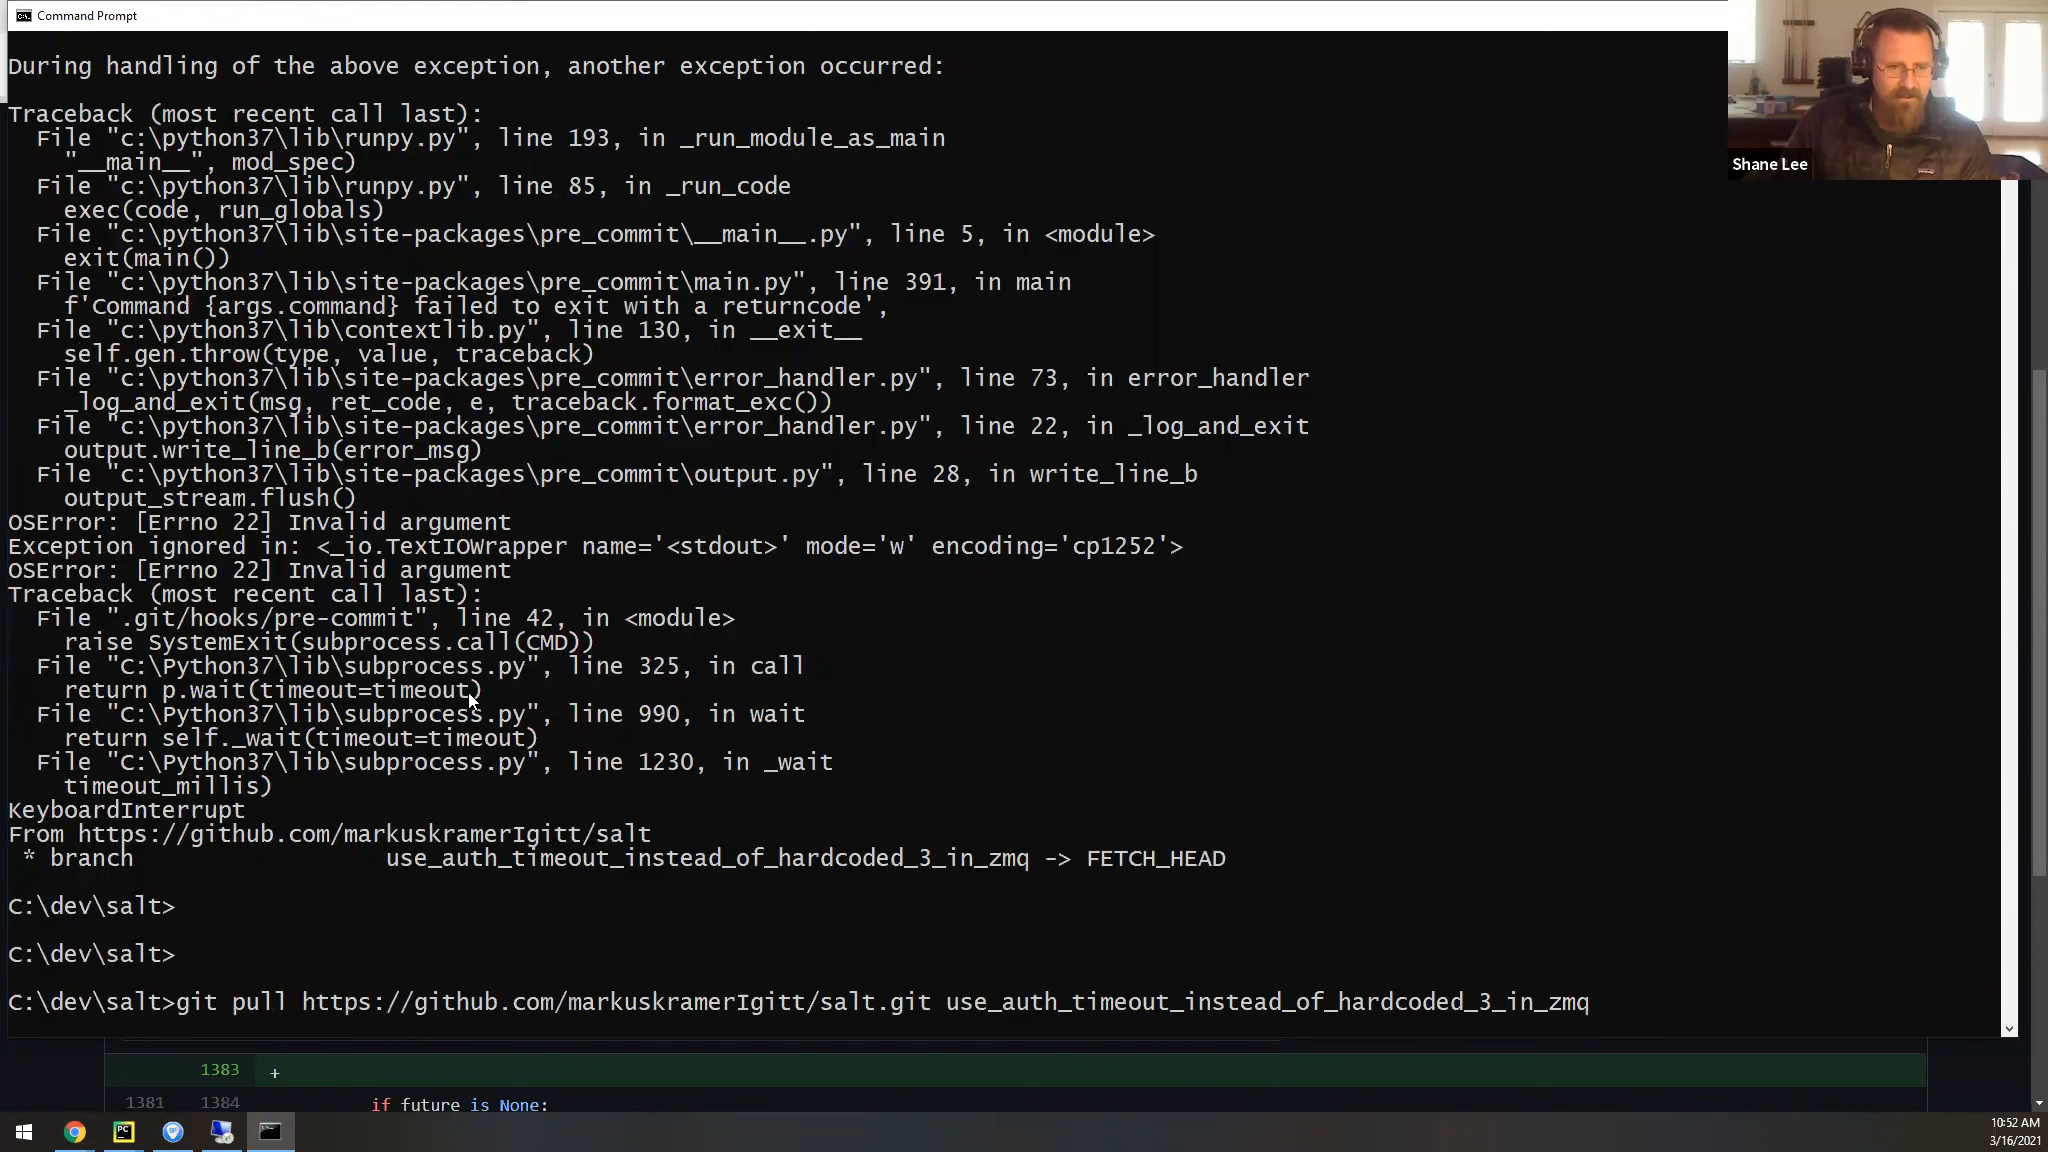 Command Prompt
During handling of the above exception, another exception occurred:
Traceback (most recent call last):
File "c:\python37\lib\runpy.py", line 193, in _run_module_as_main
"__main__", mod_spec)
File "c:\python37\lib\runpy.py", line 85, in _run_code
exec(code, run_globals)
File "c:\python37\lib\site-packages\pre_commit\__main__.py", line 5, in <module>
exit(main())
File "c:\python37\lib\site-packages\pre_commit\main.py", line 391, in main
f'Command {args.command} failed to exit with a returncode',
File "c:\python37\lib\contextlib.py", line 130, in __exit__
self.gen.throw(type, value, traceback)
File "c:\python37\lib\site-packages\pre_commit\error_handler.py", line 73, in error_handler
_log_and_exit(msg, ret_code, e, traceback.format_exc())
File "c:\python37\lib\site-packages\pre_commit\error_handler.py", line 22, in _log_and_exit
output.write_line_b(error_msg)
File "c:\python37\lib\site-packages\pre_commit\output.py", line 28, in write_line_b
output_stream.flush()
OSError: [Errno 22] Invalid argument
Exception ignored in: <_io.TextIOWrapper name='<stdout>' mode='w' encoding='cp1252'>
OSError: [Errno 22] Invalid argument
Traceback (most recent call last):
File ".git/hooks/pre-commit", line 42, in <module>
raise SystemExit(subprocess.call(CMD))
File "C:\Python37\lib\subprocess.py", line 325, in call
return p.wait(timeout=timeout)
File "C:\Python37\lib\subprocess.py", line 990, in wait
return self._wait(timeout=timeout)
File "C:\Python37\lib\subprocess.py", line 1230, in _wait
timeout_millis)
KeyboardInterrupt
From https://github.com/markuskramerIgitt/salt
* branch use_auth_timeout_instead_of_hardcoded_3_in_zmq -> FETCH_HEAD
C:\dev\salt>
C:\dev\salt>
C:\dev\salt>git pull https://github.com/markuskramerIgitt/salt.git use_auth_timeout_instead_of_hardcoded_3_in_zmq
1383 +
1381 1384 if future is None:
Shane Lee
10:52 AM
3/16/2021